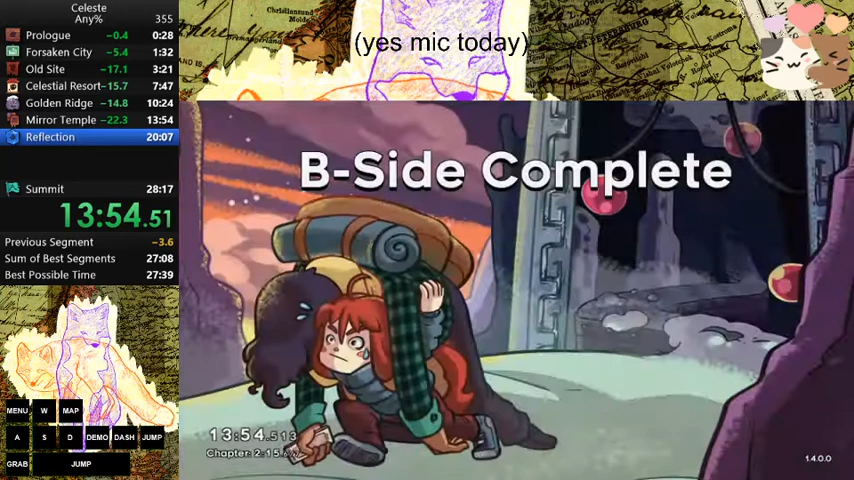 Celeste
Any% 355
Prologue −0.4 0:28
Forsaken City −5.4 1:32
Old Site −17.1 3:21
Celestial Resort −15.7 7:47
Golden Ridge −14.8 10:24
Mirror Temple −22.3 13:54
Reflection 20:07
Summit 28:17
13:54.51
Previous Segment −3.6
Sum of Best Segments 27:08
Best Possible Time 27:39
MENU W MAP
A S D DEMO DASH JUMP
GRAB JUMP
(yes mic today)
B-Side Complete
13:54.513
1.4.0.0